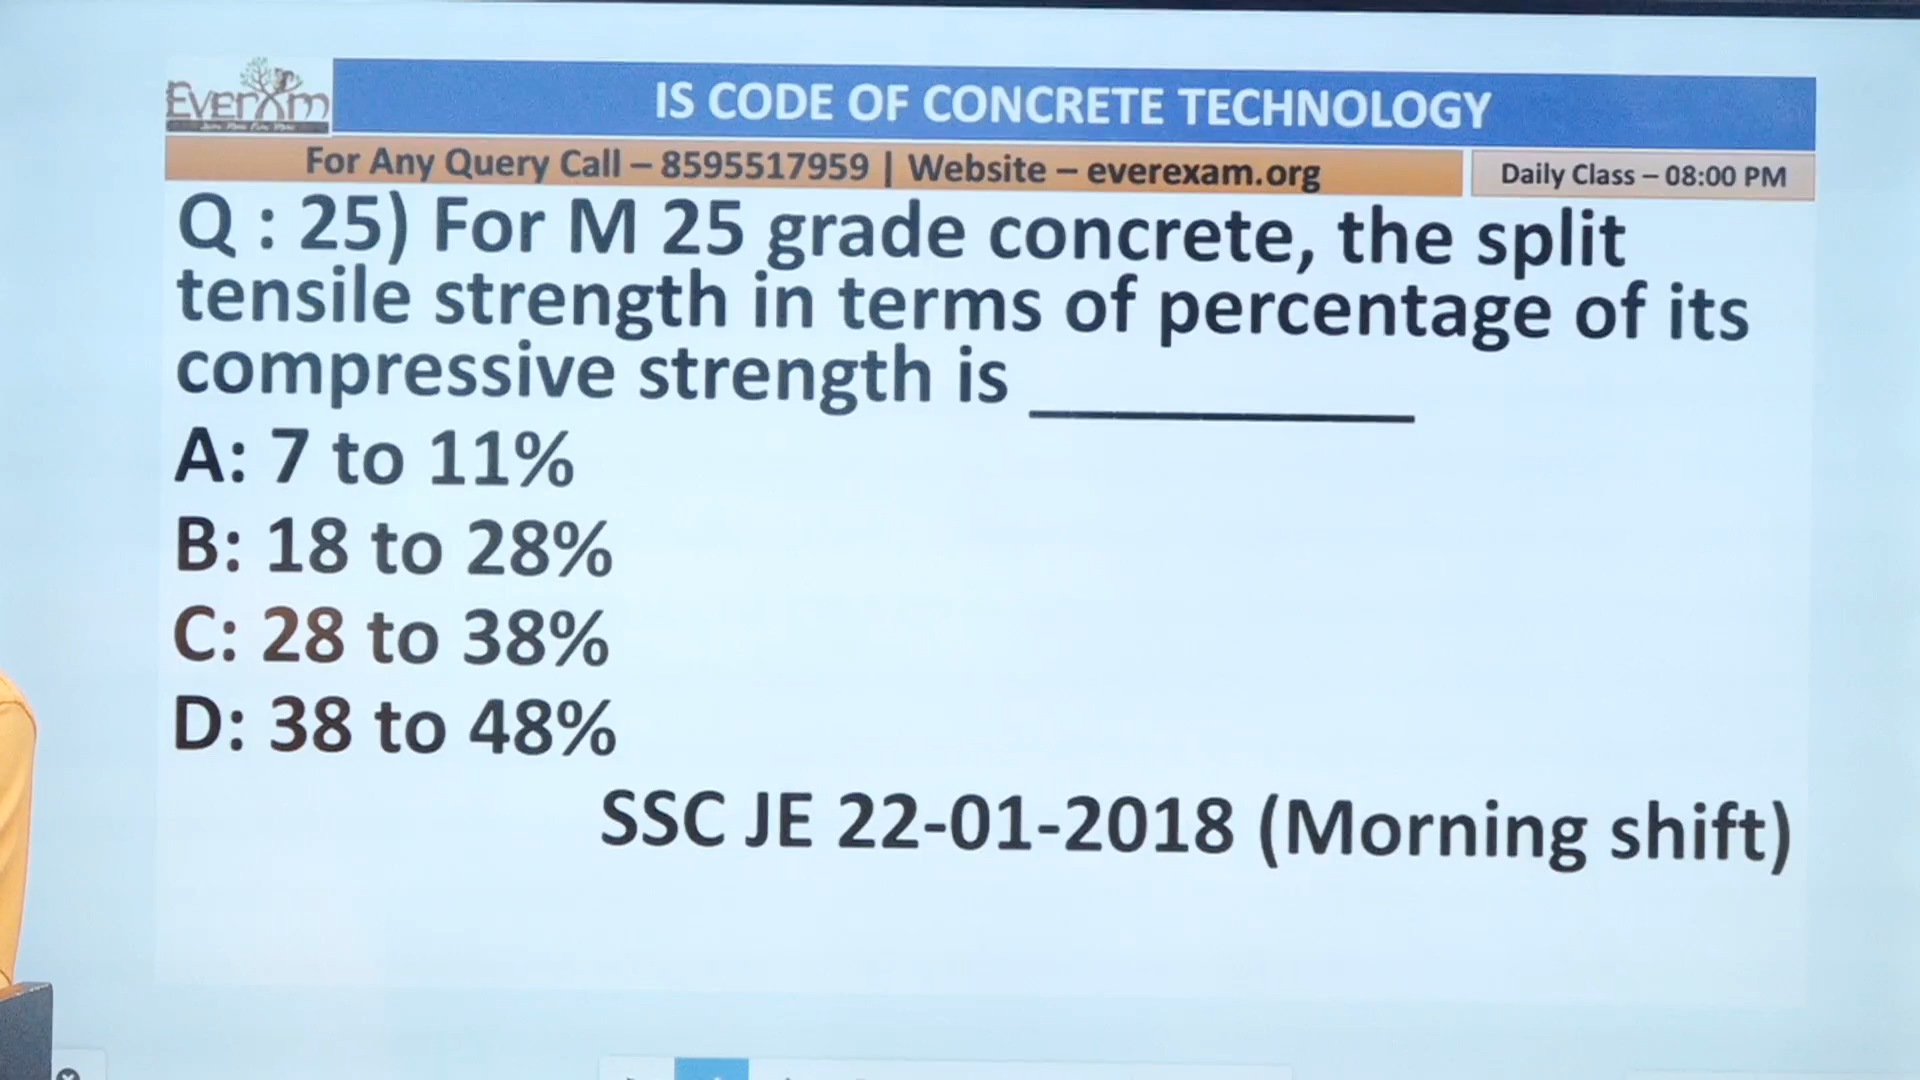 EVEREXAM
IS CODE OF CONCRETE TECHNOLOGY
For Any Query Call – 8595517959 | Website – everexam.org
Daily Class – 08:00 PM
Q : 25) For M 25 grade concrete, the split
tensile strength in terms of percentage of its
compressive strength is ____________
A: 7 to 11%
B: 18 to 28%
C: 28 to 38%
D: 38 to 48%
SSC JE 22-01-2018 (Morning shift)